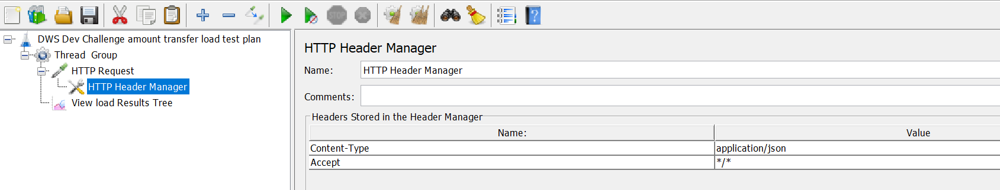 STOP
DWS Dev Challenge amount transfer load test plan
Thread Group
HTTP Request
HTTP Header Manager
View load Results Tree
HTTP Header Manager
Name: HTTP Header Manager
Comments:
Headers Stored in the Header Manager
Name: Value
Content-Type application/json
Accept */*